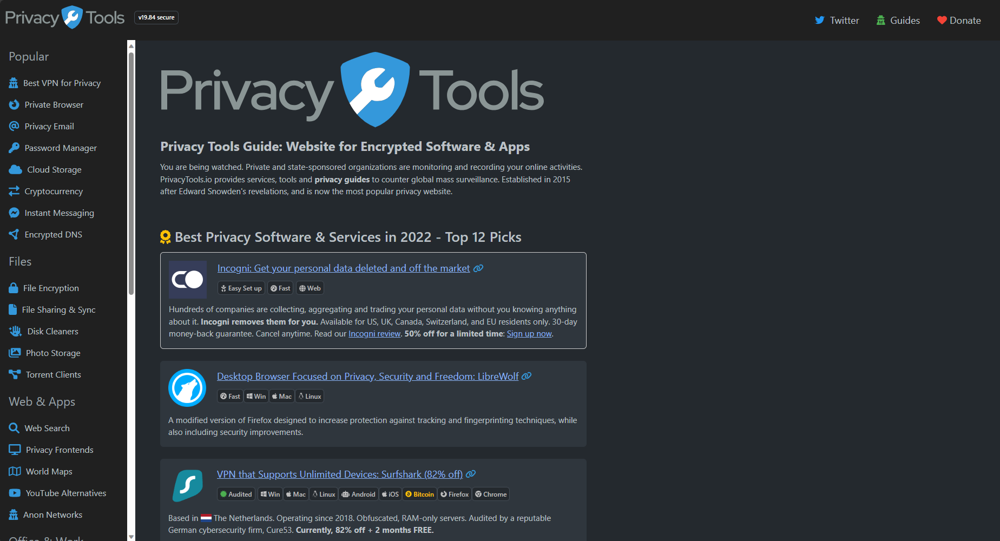 Privacy Tools
v19.84 secure
Twitter
Guides
Donate
Popular
Best VPN for Privacy
Private Browser
Privacy Email
Password Manager
Cloud Storage
Cryptocurrency
Instant Messaging
Encrypted DNS
Files
File Encryption
File Sharing & Sync
Disk Cleaners
Photo Storage
Torrent Clients
Web & Apps
Web Search
Privacy Frontends
World Maps
YouTube Alternatives
Anon Networks
Office & Work
Privacy Tools
Privacy Tools Guide: Website for Encrypted Software & Apps
You are being watched. Private and state-sponsored organizations are monitoring and recording your online activities.
PrivacyTools.io provides services, tools and privacy guides to counter global mass surveillance. Established in 2015
after Edward Snowden's revelations, and is now the most popular privacy website.
Best Privacy Software & Services in 2022 - Top 12 Picks
Incogni: Get your personal data deleted and off the market
Easy Set up Fast Web
Hundreds of companies are collecting, aggregating and trading your personal data without you knowing anything
about it. Incogni removes them for you. Available for US, UK, Canada, Switzerland, and EU residents only. 30-day
money-back guarantee. Cancel anytime. Read our Incogni review. 50% off for a limited time: Sign up now.
Desktop Browser Focused on Privacy, Security and Freedom: LibreWolf
Fast Win Mac Linux
A modified version of Firefox designed to increase protection against tracking and fingerprinting techniques, while
also including security improvements.
VPN that Supports Unlimited Devices: Surfshark (82% off)
Audited Win Mac Linux Android iOS Bitcoin Firefox Chrome
Based in The Netherlands. Operating since 2018. Obfuscated, RAM-only servers. Audited by a reputable
German cybersecurity firm, Cure53. Currently, 82% off + 2 months FREE.